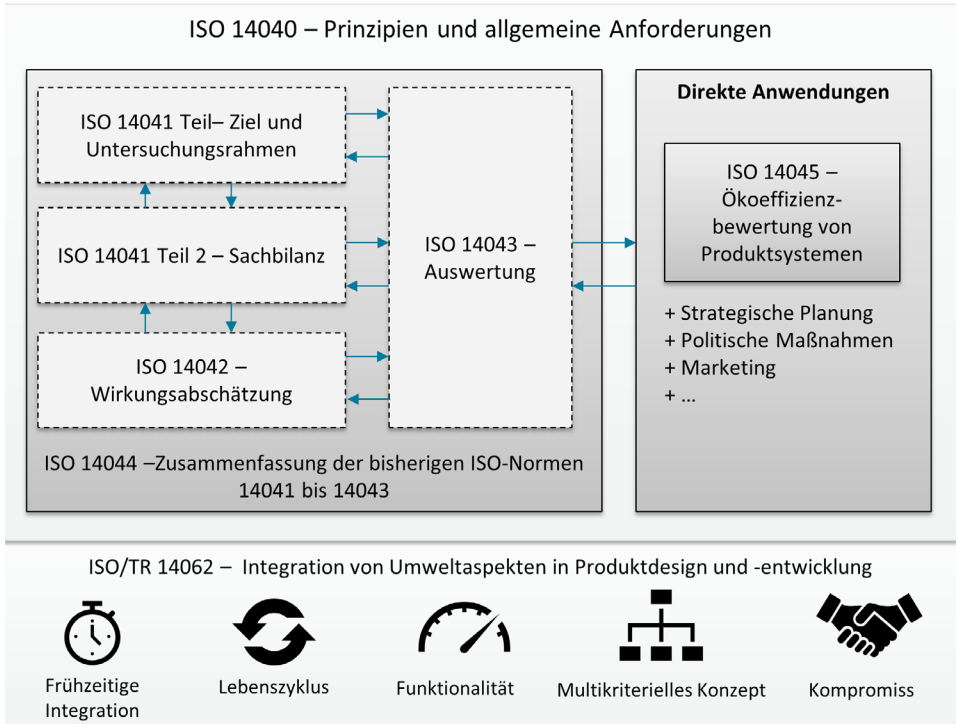 ISO 14040 – Prinzipien und allgemeine Anforderungen
ISO 14041 Teil– Ziel und
Untersuchungsrahmen
ISO 14041 Teil 2 – Sachbilanz
ISO 14042 –
Wirkungsabschätzung
ISO 14043 –
Auswertung
ISO 14044 –Zusammenfassung der bisherigen ISO-Normen
14041 bis 14043
Direkte Anwendungen
ISO 14045 –
Ökoeffizienz-
bewertung von
Produktsystemen
+ Strategische Planung
+ Politische Maßnahmen
+ Marketing
+ ...
ISO/TR 14062 – Integration von Umweltaspekten in Produktdesign und -entwicklung
Frühzeitige
Integration
Lebenszyklus
Funktionalität
Multikriterielles Konzept
Kompromiss